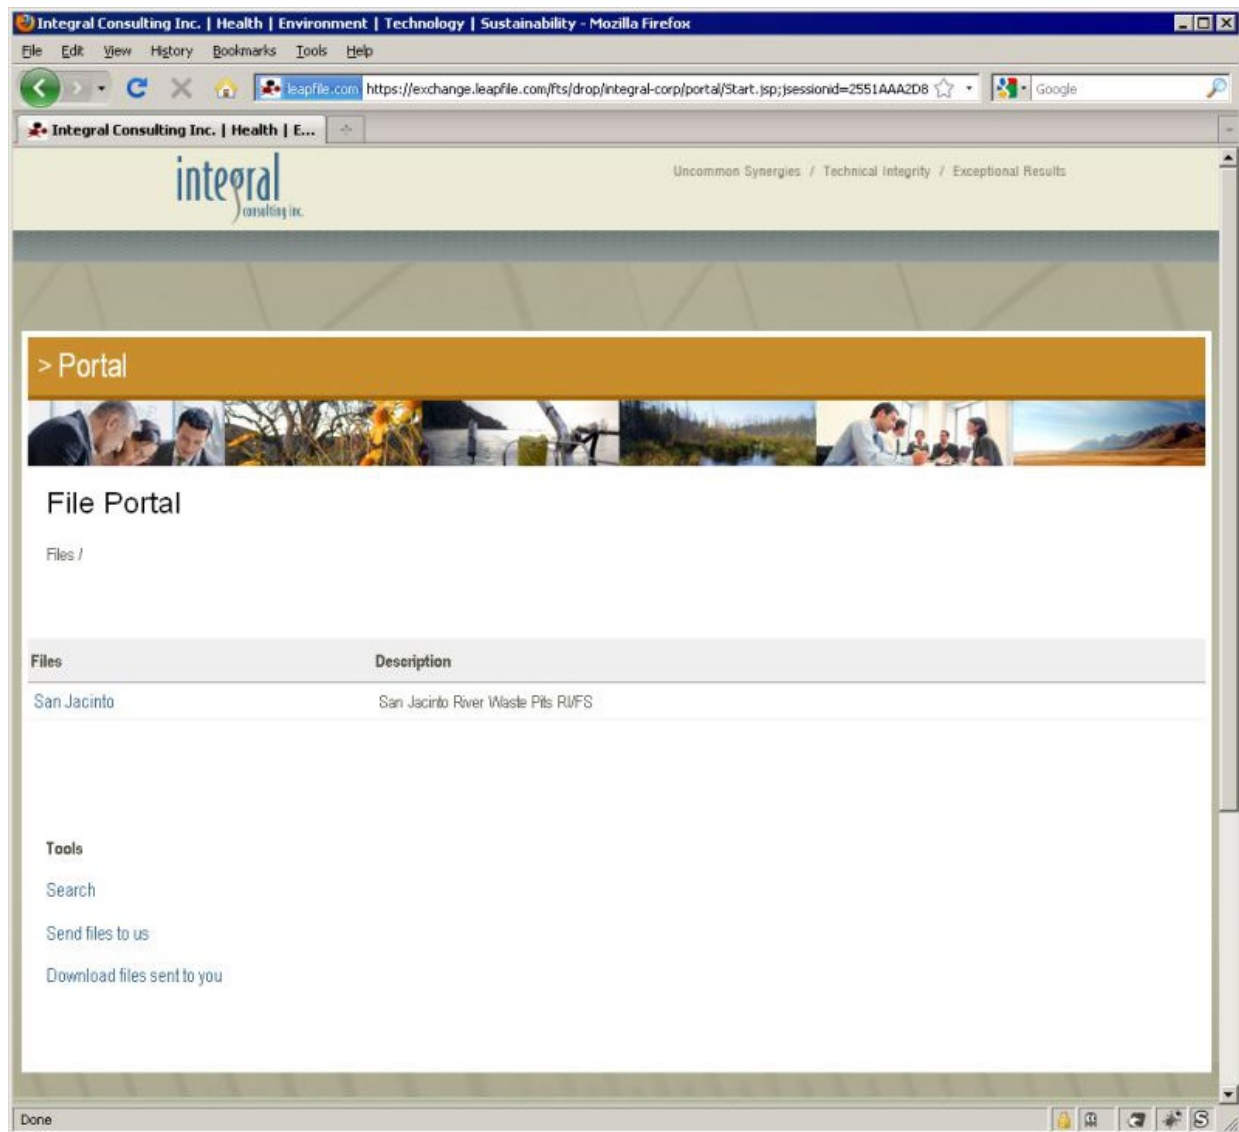 Integral Consulting Inc. | Health | Environment | Technology | Sustainability - Mozilla Firefox
File Edit View History Bookmarks Tools Help
leapfile.com https://exchange.leapfile.com/fts/drop/integral-corp/portal/Start.jsp;jsessionid=2551AAA2D8 Google
Integral Consulting Inc. | Health | E...
integral
consulting inc.
Uncommon Synergies / Technical Integrity / Exceptional Results
> Portal
File Portal
Files /
Files Description
San Jacinto San Jacinto River Waste Pits RI/FS
Tools
Search
Send files to us
Download files sent to you
Done